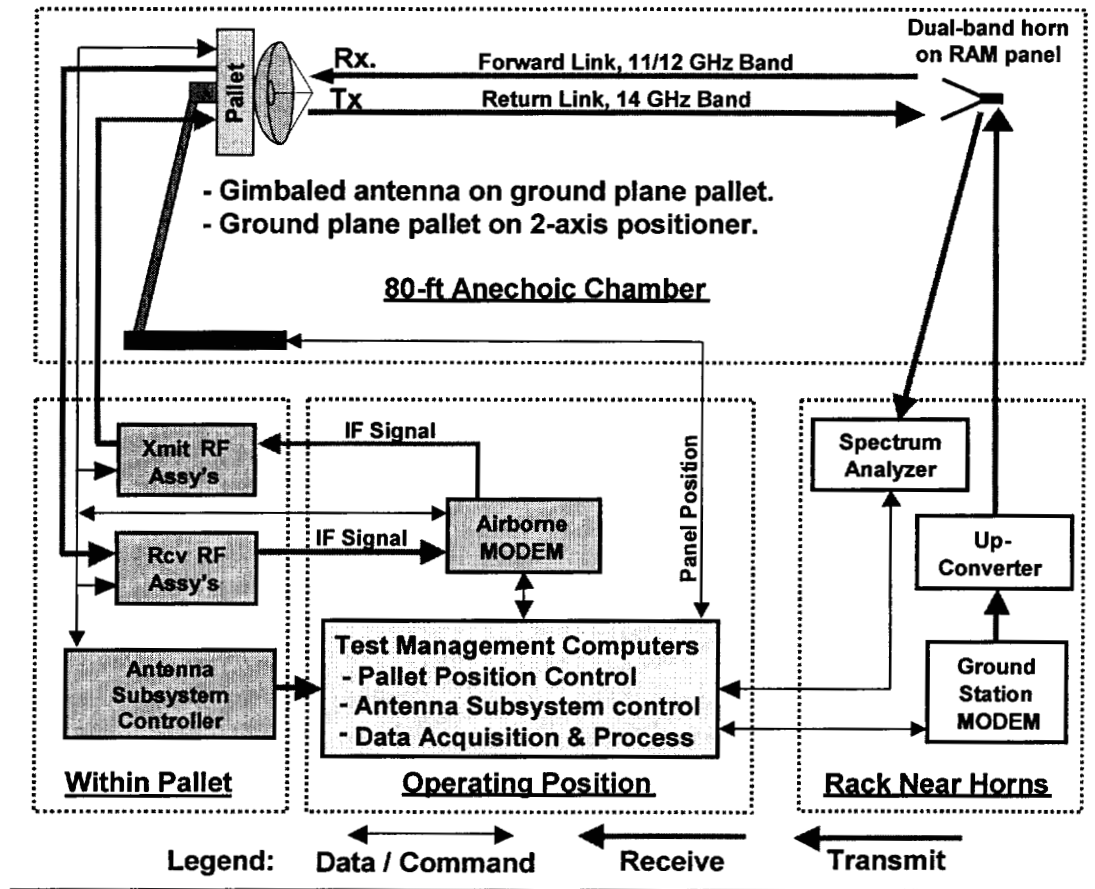 Dual-band horn
on RAM panel
Pallet
Rx.
Forward Link, 11/12 GHz Band
Tx
Return Link, 14 GHz Band
- Gimbaled antenna on ground plane pallet.
- Ground plane pallet on 2-axis positioner.
80-ft Anechoic Chamber
Xmit RF
Assy's
IF Signal
Airborne
MODEM
Rcv RF
Assy's
IF Signal
Panel Position
Spectrum
Analyzer
Up-
Converter
Antenna
Subsystem
Controller
Test Management Computers
- Pallet Position Control
- Antenna Subsystem control
- Data Acquisition & Process
Ground
Station
MODEM
Within Pallet
Operating Position
Rack Near Horns
Legend:
Data / Command
Receive
Transmit